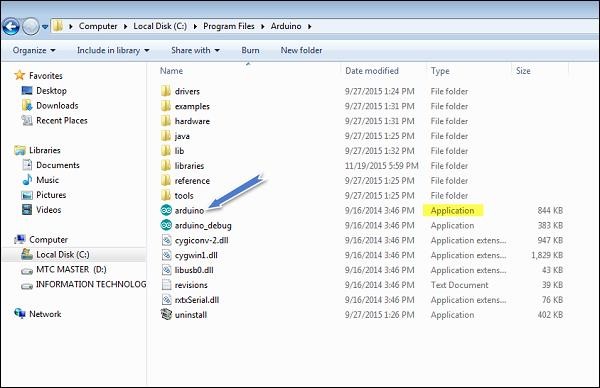 Computer ▸ Local Disk (C:) ▸ Program Files ▸ Arduino ▸
Organize Include in library Share with Burn New folder
Name Date modified Type Size
Favorites
Desktop
Downloads
Recent Places
Libraries
Documents
Music
Pictures
Videos
Computer
Local Disk (C:)
MTC MASTER (D:)
INFORMATION TECHNOLOG
Network
drivers 9/27/2015 1:24 PM File folder
examples 9/27/2015 1:31 PM File folder
hardware 9/27/2015 1:31 PM File folder
java 9/27/2015 1:25 PM File folder
lib 9/27/2015 1:32 PM File folder
libraries 11/19/2015 5:59 PM File folder
reference 9/27/2015 1:25 PM File folder
tools 9/27/2015 1:25 PM File folder
arduino 9/16/2014 3:46 PM Application 844 KB
arduino_debug 9/16/2014 3:46 PM Application 383 KB
cygiconv-2.dll 9/16/2014 3:46 PM Application extens... 947 KB
cygwin1.dll 9/16/2014 3:46 PM Application extens... 1,829 KB
libusb0.dll 9/16/2014 3:46 PM Application extens... 43 KB
revisions 9/16/2014 3:46 PM Text Document 39 KB
rxtxSerial.dll 9/16/2014 3:46 PM Application extens... 76 KB
uninstall 9/27/2015 1:26 PM Application 402 KB